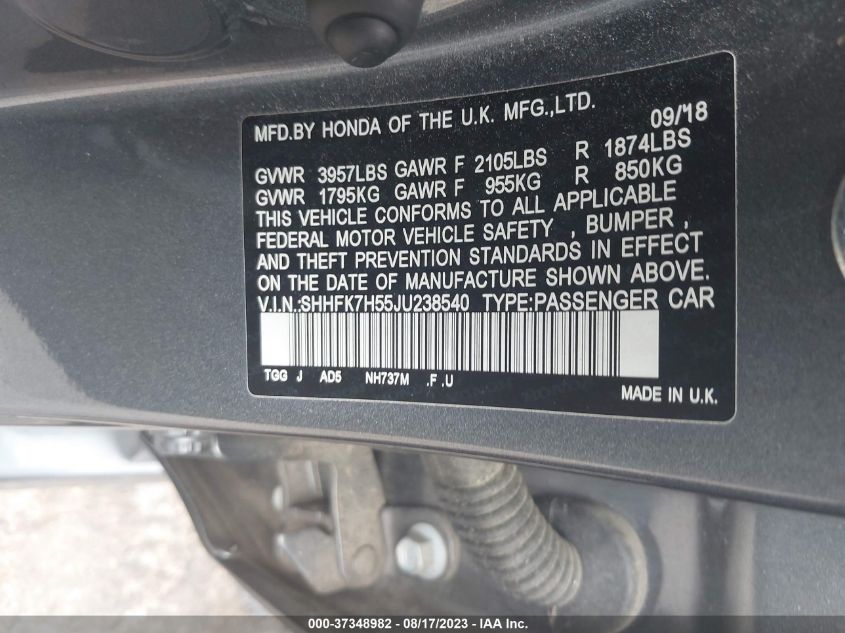 MFD.BY HONDA OF THE U.K. MFG.,LTD. 09/18
GVWR 3957LBS GAWR F 2105LBS R 1874LBS
GVWR 1795KG GAWR F 955KG R 850KG
THIS VEHICLE CONFORMS TO ALL APPLICABLE
FEDERAL MOTOR VEHICLE SAFETY , BUMPER ,
AND THEFT PREVENTION STANDARDS IN EFFECT
ON THE DATE OF MANUFACTURE SHOWN ABOVE.
V.I.N.:SHHFK7H55JU238540 TYPE:PASSENGER CAR
TGG J AD5 NH737M .F .U
MADE IN U.K.
000-37348982 - 08/17/2023 - IAA Inc.